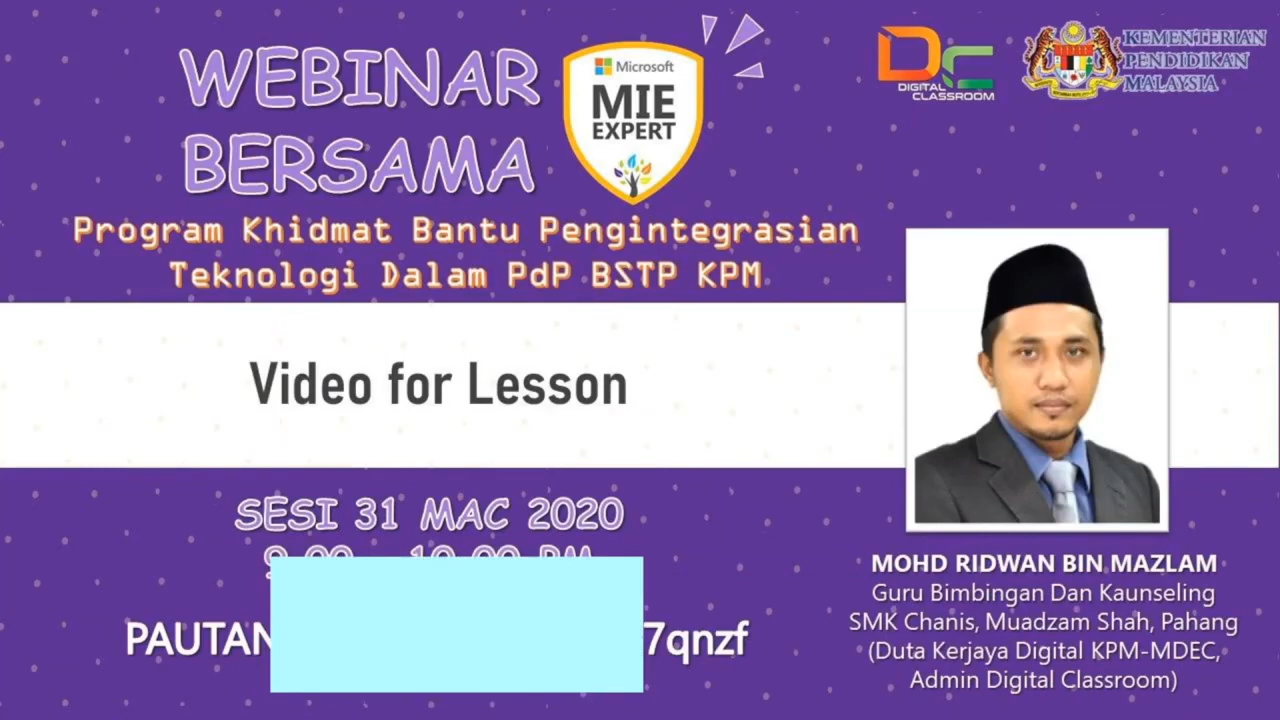 WEBINAR
BERSAMA
Microsoft
MIE
EXPERT
DIGITAL
CLASSROOM
KEMENTERIAN
PENDIDIKAN
MALAYSIA
Program Khidmat Bantu Pengintegrasian
Teknologi Dalam PdP BSTP KPM
Video for Lesson
SESI 31 MAC 2020
PAUTAN 7qnzf
MOHD RIDWAN BIN MAZLAM
Guru Bimbingan Dan Kaunseling
SMK Chanis, Muadzam Shah, Pahang
(Duta Kerjaya Digital KPM-MDEC,
Admin Digital Classroom)